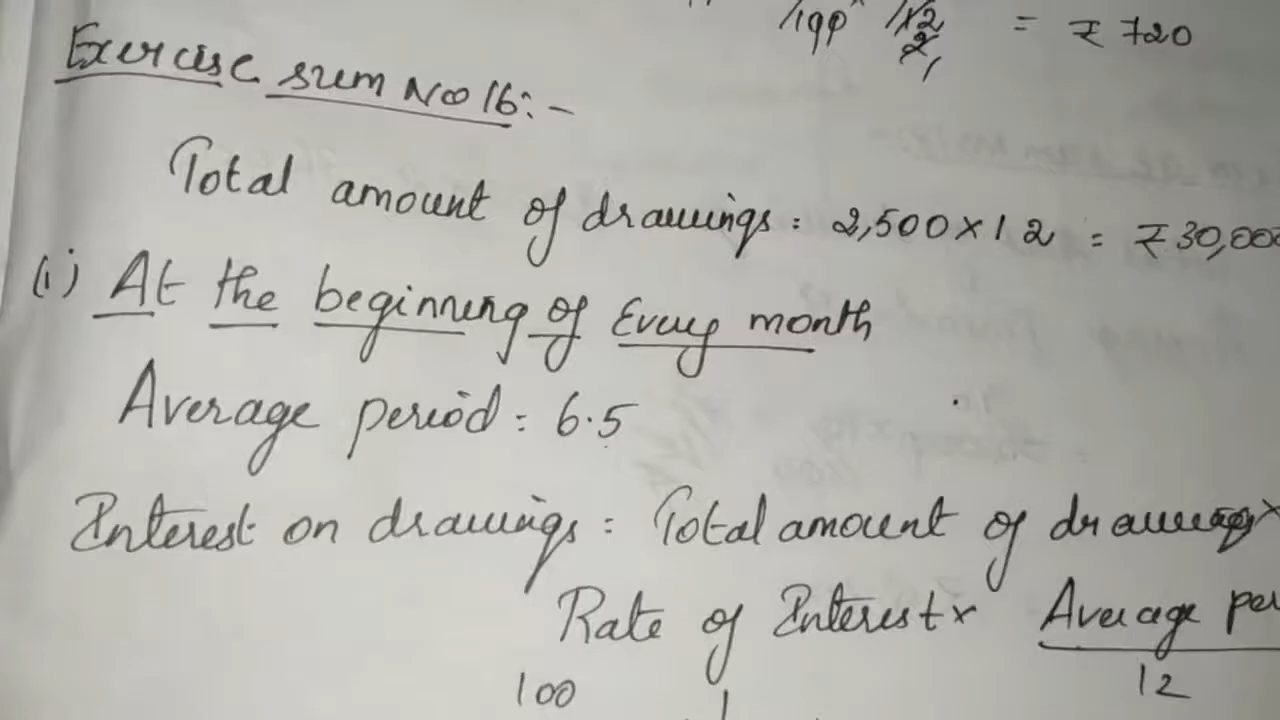 = ₹ 720
Exercise sum No 16:-
Total amount of drawings = 2,500 × 12 = ₹30,000
(i) At the beginning of Every month
Average period = 6.5
Interest on drawings = Total amount of drawings ×
Rate of Interest × Average per
100 12